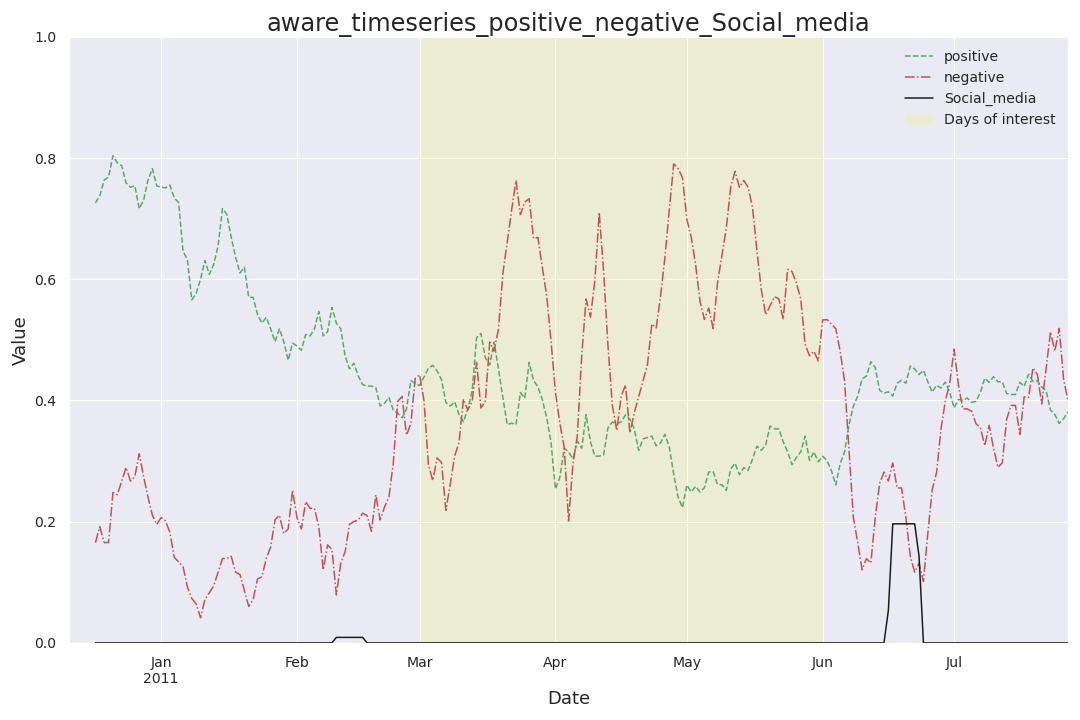 aware_timeseries_positive_negative_Social_media
1.0
0.8
0.6
0.4
0.2
0.0
Value
positive
negative
Social_media
Days of interest
Jan
2011
Feb
Mar
Apr
May
Jun
Jul
Date